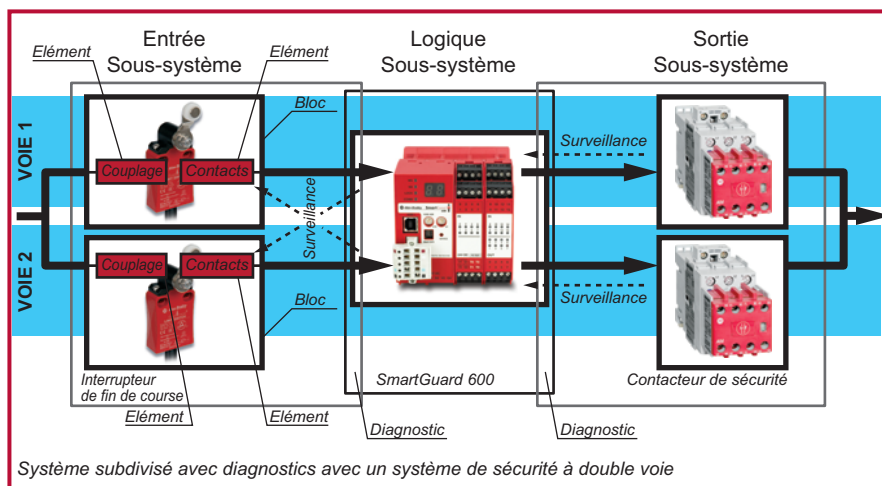 Entrée
Sous-système
Logique
Sous-système
Sortie
Sous-système
Elément
Elément
Bloc
VOIE 1
Couplage
Contacts
Surveillance
Surveillance
VOIE 2
Couplage
Contacts
Surveillance
Bloc
Interrupteur
de fin de course
SmartGuard 600
Contacteur de sécurité
Elément
Elément
Diagnostic
Diagnostic
Système subdivisé avec diagnostics avec un système de sécurité à double voie